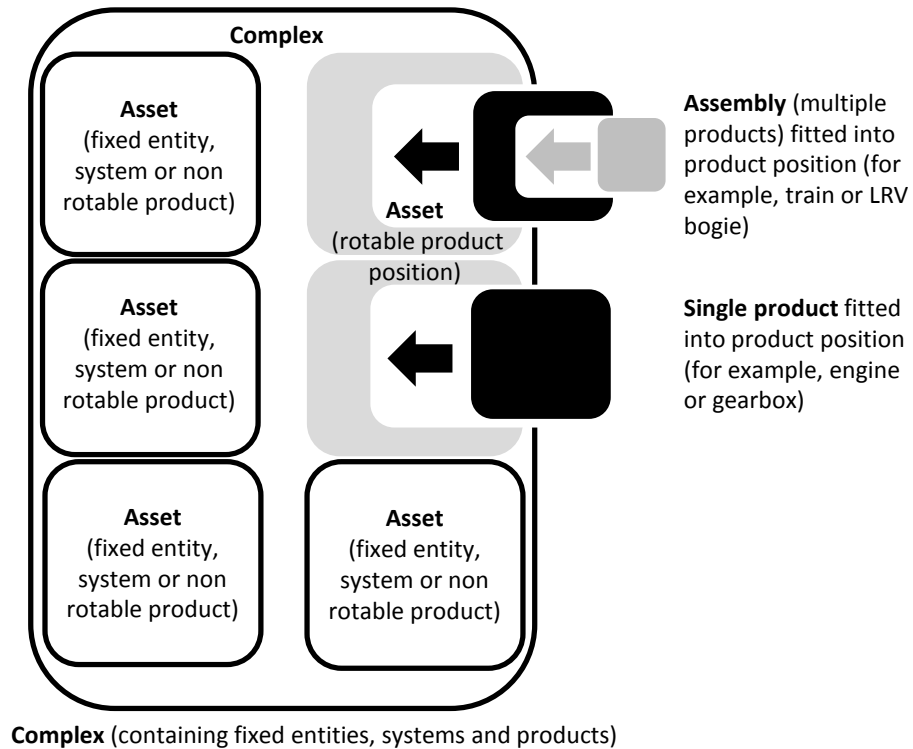 Complex
Asset
(fixed entity,
system or non
rotable product)
Asset
(rotable product
position)
Assembly (multiple
products) fitted into
product position (for
example, train or LRV
bogie)
Asset
(fixed entity,
system or non
rotable product)
Single product fitted
into product position
(for example, engine
or gearbox)
Asset
(fixed entity,
system or non
rotable product)
Asset
(fixed entity,
system or non
rotable product)
Complex (containing fixed entities, systems and products)